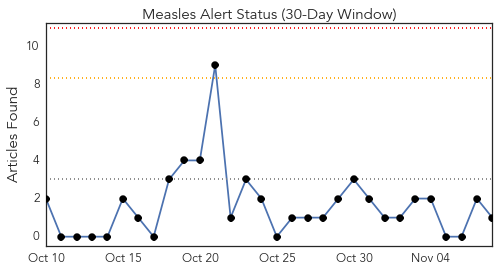 Measles Alert Status (30-Day Window)
Articles Found
10
8
6
4
2
0
Oct 10 Oct 15 Oct 20 Oct 25 Oct 30 Nov 04